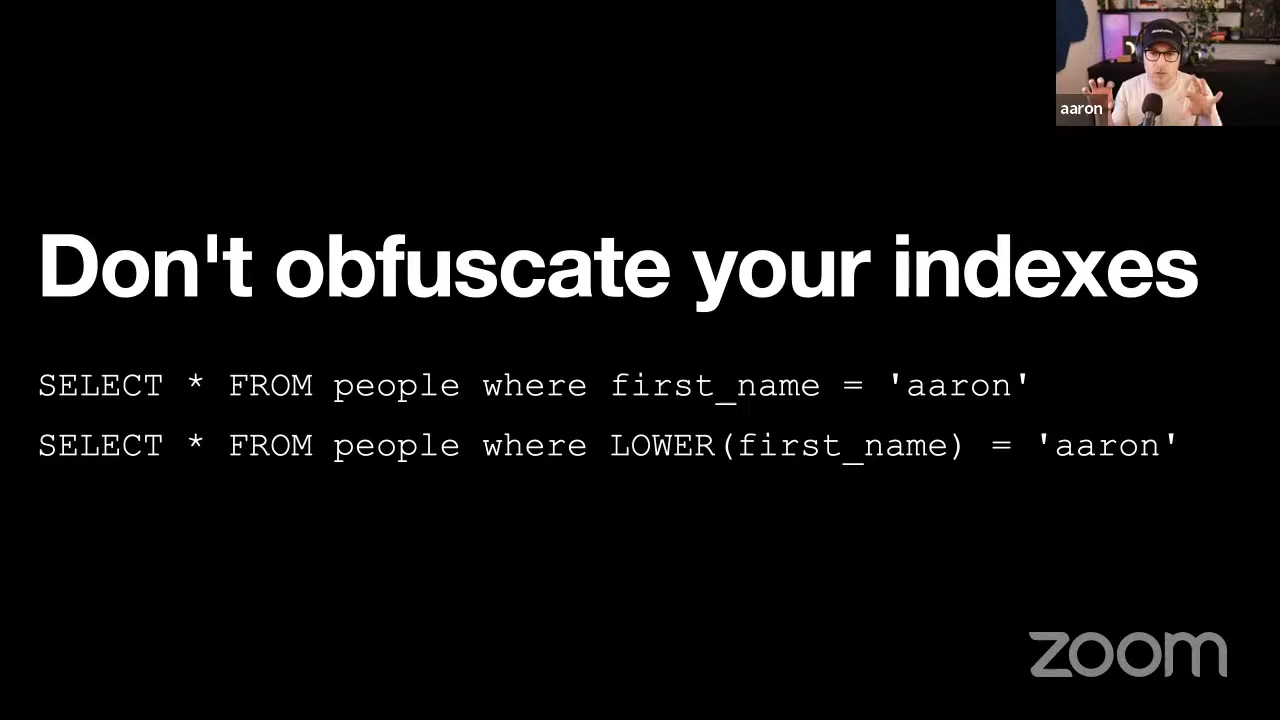 aaron
Don't obfuscate your indexes
SELECT * FROM people where first_name = 'aaron'
SELECT * FROM people where LOWER(first_name) = 'aaron'
zoom